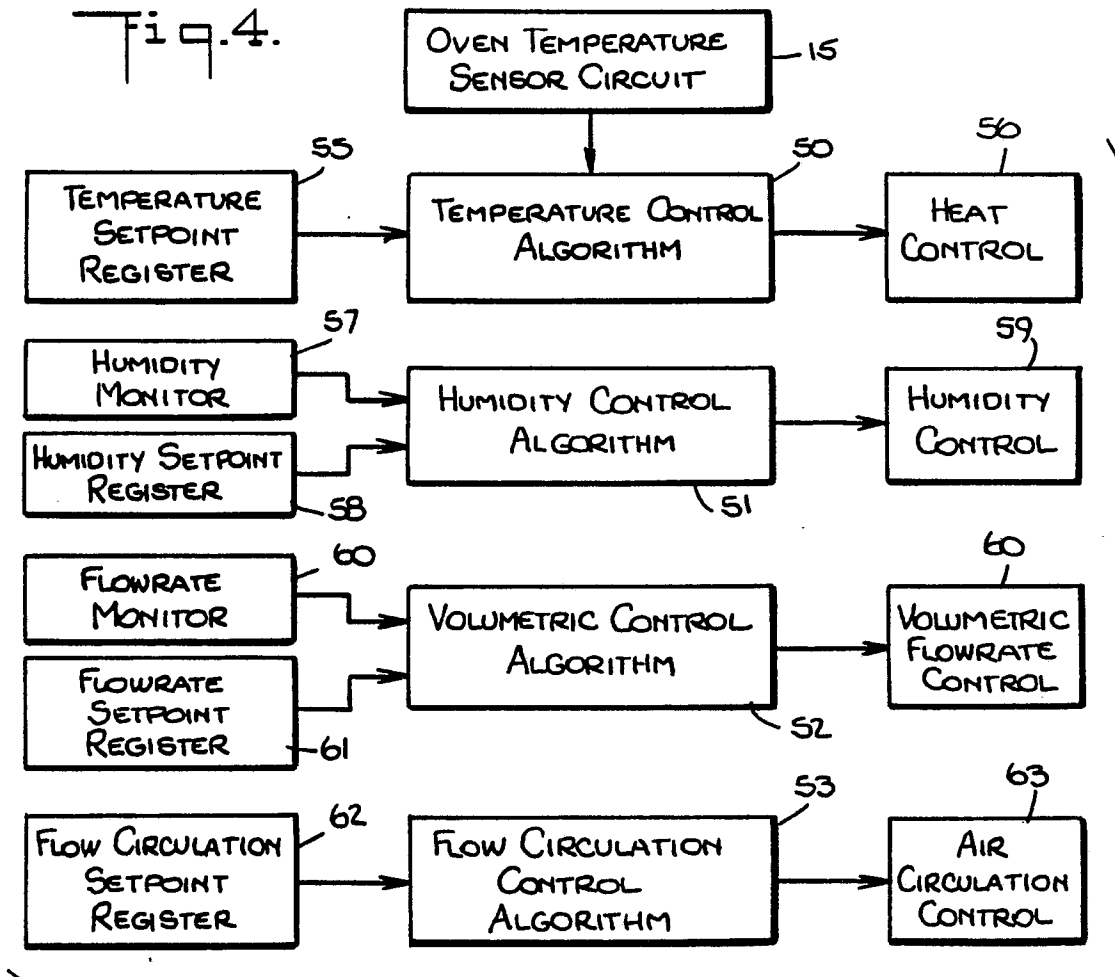 Fig.4.
OVEN TEMPERATURE
SENSOR CIRCUIT
15
55
TEMPERATURE
SETPOINT
REGISTER
50
TEMPERATURE CONTROL
ALGORITHM
56
HEAT
CONTROL
57
HUMIDITY
MONITOR
HUMIDITY SETPOINT
REGISTER
58
HUMIDITY CONTROL
ALGORITHM
51
59
HUMIDITY
CONTROL
60
FLOWRATE
MONITOR
FLOWRATE
SETPOINT
REGISTER
61
VOLUMETRIC CONTROL
ALGORITHM
52
60
VOLUMETRIC
FLOWRATE
CONTROL
62
FLOW CIRCULATION
SETPOINT
REGISTER
53
FLOW CIRCULATION
CONTROL
ALGORITHM
63
AIR
CIRCULATION
CONTROL